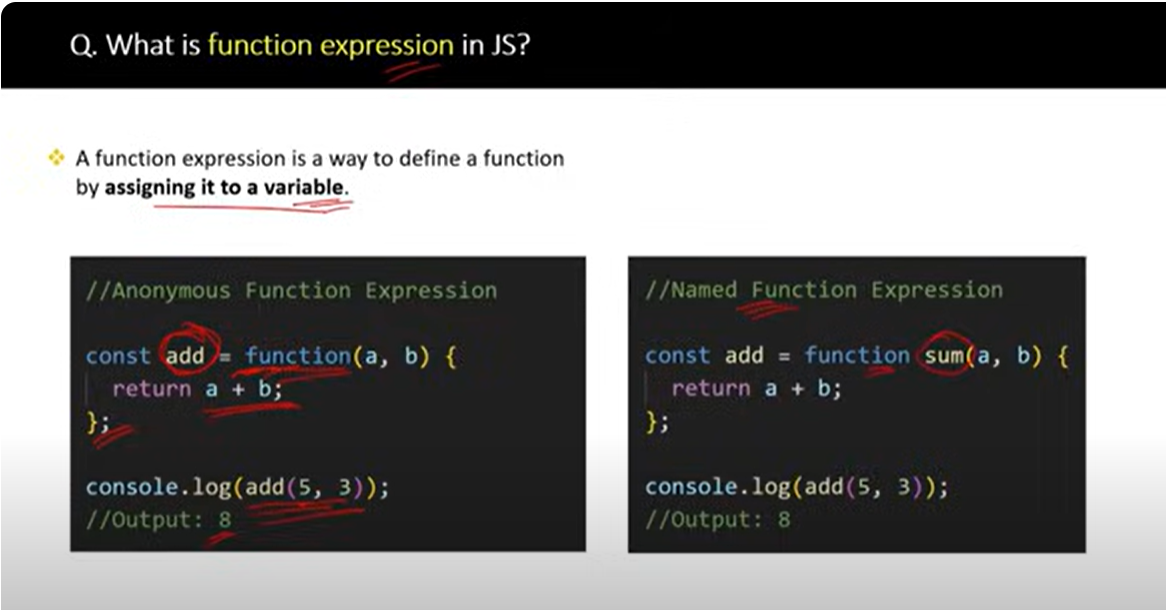 Q. What is function expression in JS?
A function expression is a way to define a function
by assigning it to a variable.
//Anonymous Function Expression
const add = function(a, b) {
return a + b;
};
console.log(add(5, 3));
//Output: 8
//Named Function Expression
const add = function sum(a, b) {
return a + b;
};
console.log(add(5, 3));
//Output: 8